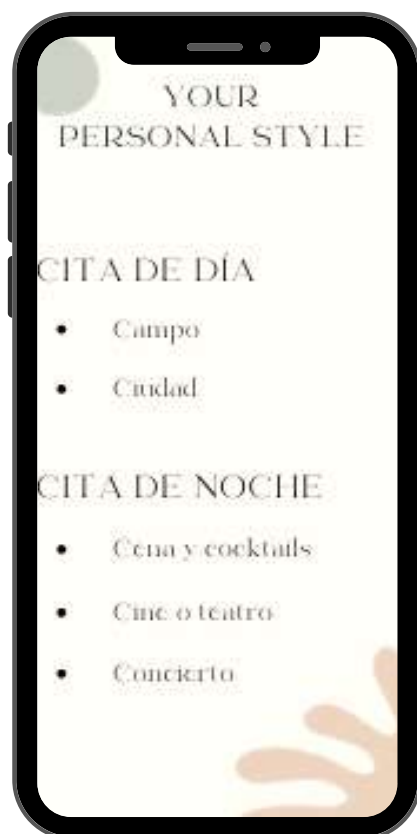 YOUR
PERSONAL STYLE
CITA DE DÍA
• Campo
• Ciudad
CITA DE NOCHE
• Cena y cocktails
• Cine o teatro
• Concierto